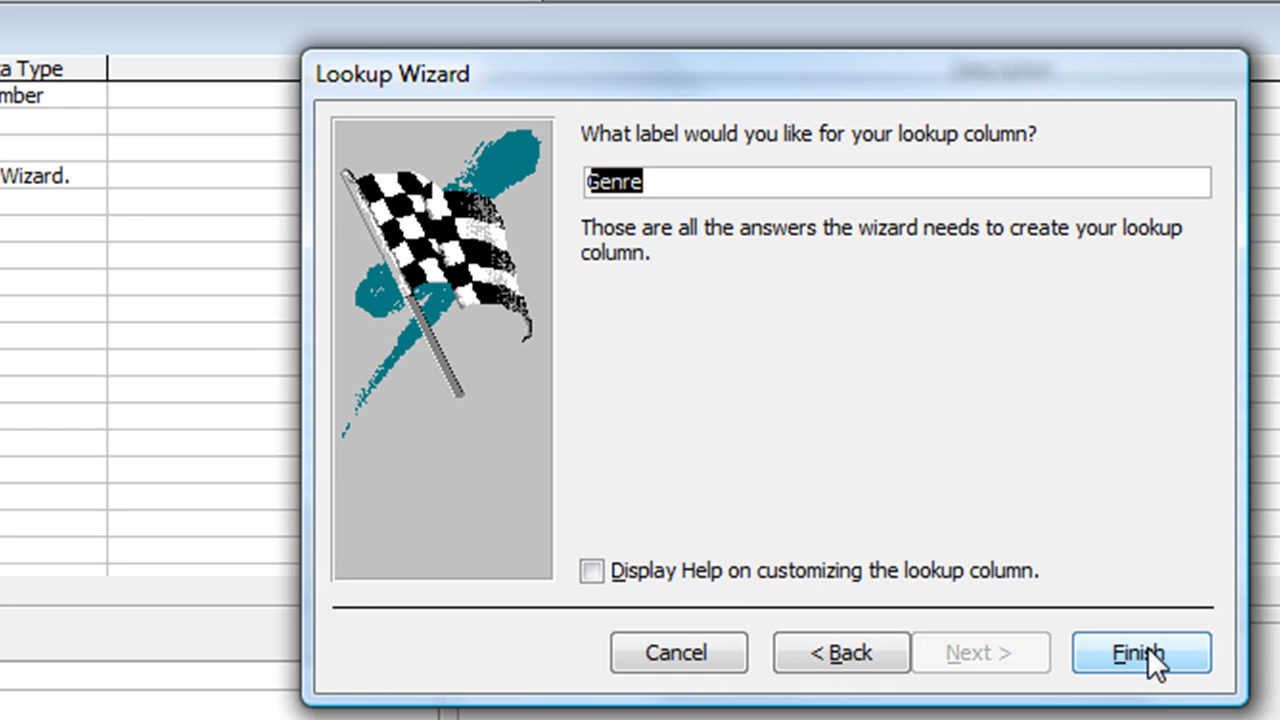 a Type
mber
Wizard.
Lookup Wizard
What label would you like for your lookup column?
Genre
Those are all the answers the wizard needs to create your lookup
column.
Display Help on customizing the lookup column.
Cancel
< Back
Next >
Finish